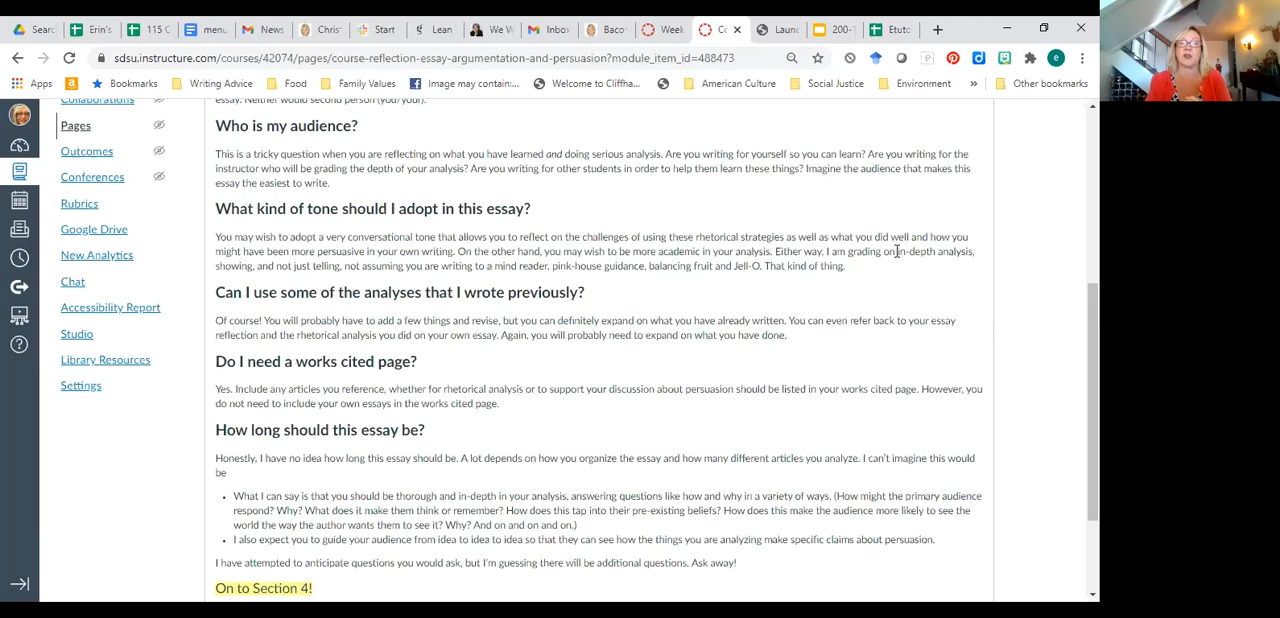 Searc
Erin's
115 C
menu
News
Chris
Start
Lean
We W
Inbo
Baco
Week
Co
Launc
200-
Etuto
sdsu.instructure.com/courses/42074/pages/course-reflection-essay-argumentation-and-persuasion?module_item_id=488473
e
Apps
Bookmarks
Writing Advice
Food
Family Values
Image may contain:...
Welcome to Cliffha...
American Culture
Social Justice
Environment
»
Other bookmarks
Collaborations
Pages
Outcomes
Conferences
Rubrics
Google Drive
New Analytics
Chat
Accessibility Report
Studio
Library Resources
Settings
essay. Neither would second person (you/your).
Who is my audience?
This is a tricky question when you are reflecting on what you have learned and doing serious analysis. Are you writing for yourself so you can learn? Are you writing for the
instructor who will be grading the depth of your analysis? Are you writing for other students in order to help them learn these things? Imagine the audience that makes this
essay the easiest to write.
What kind of tone should I adopt in this essay?
You may wish to adopt a very conversational tone that allows you to reflect on the challenges of using these rhetorical strategies as well as what you did well and how you
might have been more persuasive in your own writing. On the other hand, you may wish to be more academic in your analysis. Either way. I am grading on in-depth analysis,
showing, and not just telling, not assuming you are writing to a mind reader, pink-house guidance, balancing fruit and Jell-O. That kind of thing.
Can I use some of the analyses that I wrote previously?
Of course! You will probably have to add a few things and revise, but you can definitely expand on what you have already written. You can even refer back to your essay
reflection and the rhetorical analysis you did on your own essay. Again, you will probably need to expand on what you have done.
Do I need a works cited page?
Yes. Include any articles you reference, whether for rhetorical analysis or to support your discussion about persuasion should be listed in your works cited page. However, you
do not need to include your own essays in the works cited page.
How long should this essay be?
Honestly, I have no idea how long this essay should be. A lot depends on how you organize the essay and how many different articles you analyze. I can't imagine this would
be
• What I can say is that you should be thorough and in-depth in your analysis, answering questions like how and why in a variety of ways. (How might the primary audience
respond? Why? What does it make them think or remember? How does this tap into their pre-existing beliefs? How does this make the audience more likely to see the
world the way the author wants them to see it? Why? And on and on and on.)
• I also expect you to guide your audience from idea to idea to idea so that they can see how the things you are analyzing make specific claims about persuasion.
I have attempted to anticipate questions you would ask, but I'm guessing there will be additional questions. Ask away!
On to Section 4!